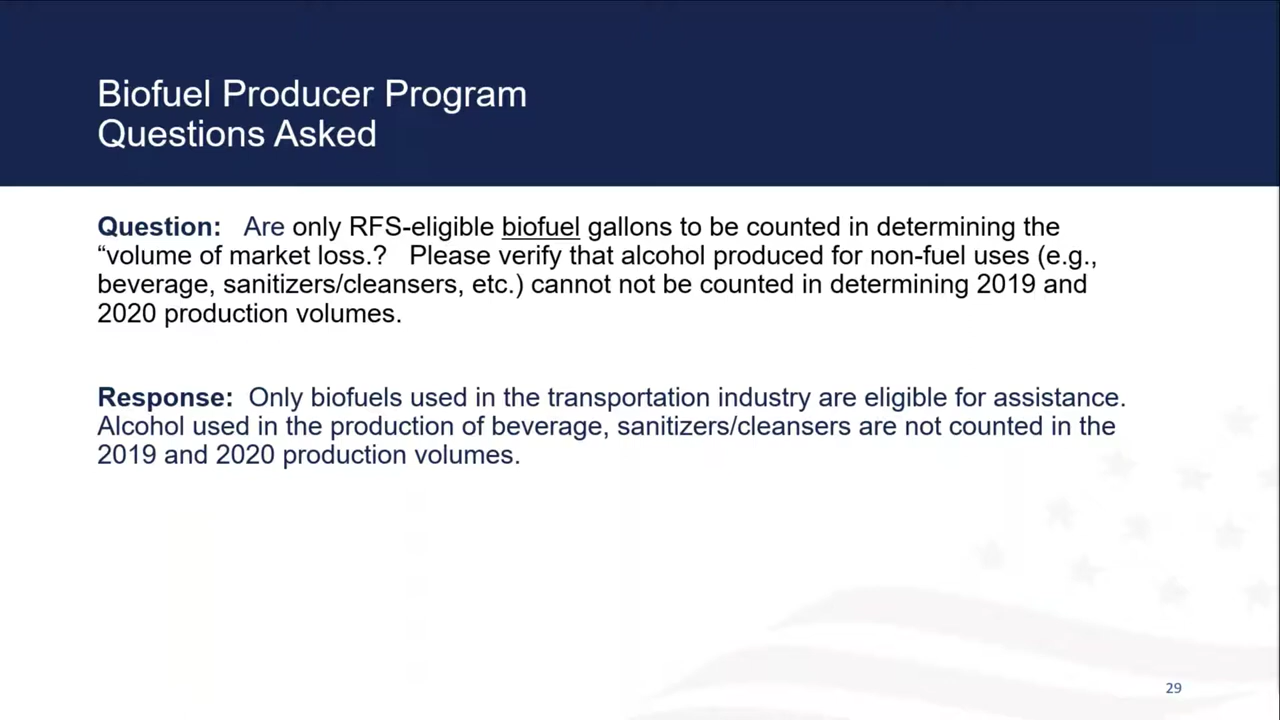 Biofuel Producer Program
Questions Asked
Question: Are only RFS-eligible biofuel gallons to be counted in determining the
“volume of market loss.? Please verify that alcohol produced for non-fuel uses (e.g.,
beverage, sanitizers/cleansers, etc.) cannot not be counted in determining 2019 and
2020 production volumes.
Response: Only biofuels used in the transportation industry are eligible for assistance.
Alcohol used in the production of beverage, sanitizers/cleansers are not counted in the
2019 and 2020 production volumes.
29